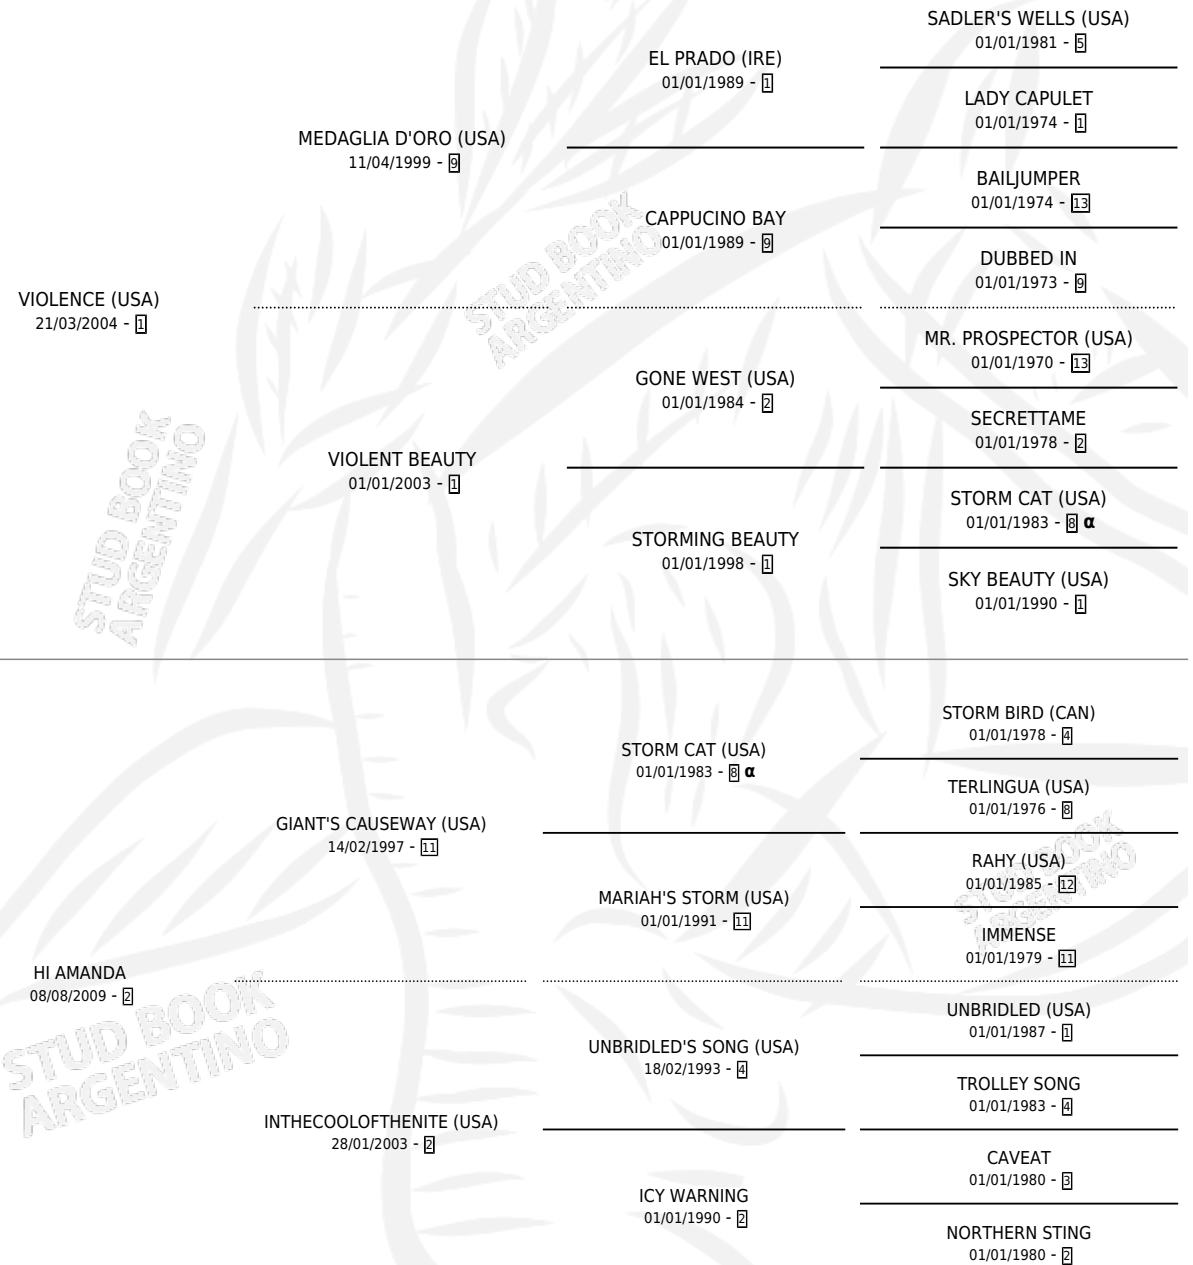 SADLER'S WELLS (USA)
01/01/1981 - 5
EL PRADO (IRE)
01/01/1989 - 1
LADY CAPULET
01/01/1974 - 1
MEDAGLIA D'ORO (USA)
11/04/1999 - 9
BAILJUMPER
01/01/1974 - 13
CAPPUCINO BAY
01/01/1989 - 9
DUBBED IN
01/01/1973 - 9
VIOLENCE (USA)
21/03/2004 - 1
MR. PROSPECTOR (USA)
01/01/1970 - 13
GONE WEST (USA)
01/01/1984 - 2
SECRETTAME
01/01/1978 - 2
VIOLENT BEAUTY
01/01/2003 - 1
STORM CAT (USA)
01/01/1983 - 8 α
STORMING BEAUTY
01/01/1998 - 1
SKY BEAUTY (USA)
01/01/1990 - 1
STORM BIRD (CAN)
01/01/1978 - 4
STORM CAT (USA)
01/01/1983 - 8 α
TERLINGUA (USA)
01/01/1976 - 8
GIANT'S CAUSEWAY (USA)
14/02/1997 - 11
RAHY (USA)
01/01/1985 - 12
MARIAH'S STORM (USA)
01/01/1991 - 11
IMMENSE
01/01/1979 - 11
HI AMANDA
08/08/2009 - 2
UNBRIDLED (USA)
01/01/1987 - 1
UNBRIDLED'S SONG (USA)
18/02/1993 - 4
TROLLEY SONG
01/01/1983 - 4
INTHECOOLOFTHENITE (USA)
28/01/2003 - 2
CAVEAT
01/01/1980 - 3
ICY WARNING
01/01/1990 - 2
NORTHERN STING
01/01/1980 - 2
STUD BOOK
ARGENTINO
STUD BOOK
ARGENTINO
STUD BOOK
ARGENTINO
STUD BOOK
ARGENTINO